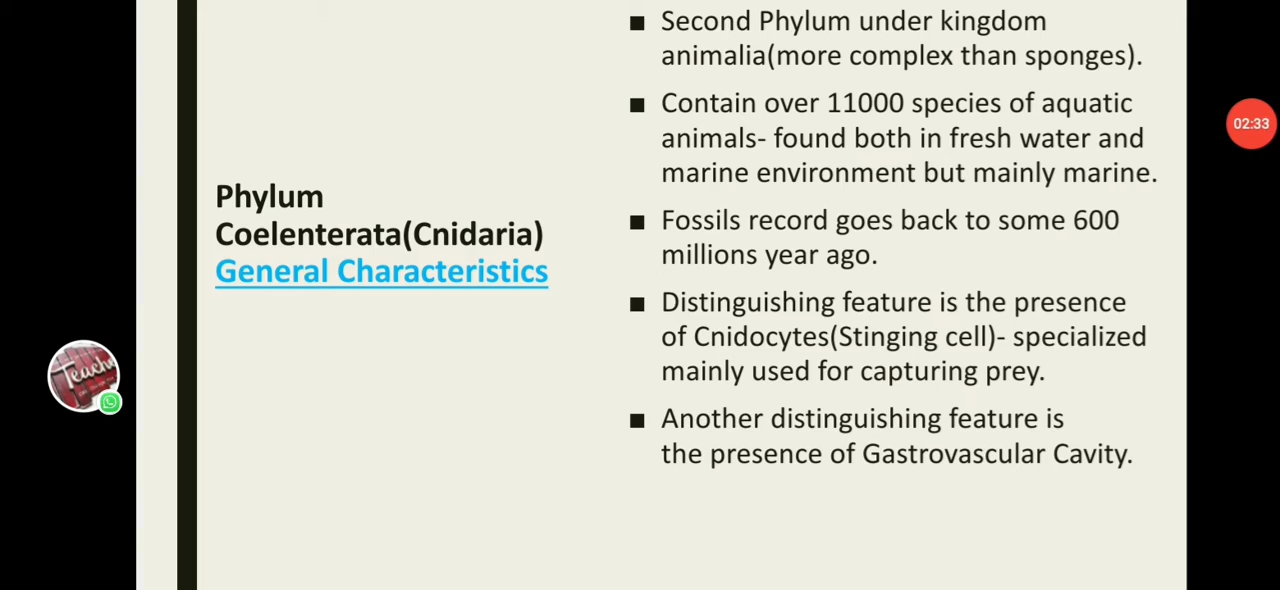 Phylum
Coelenterata(Cnidaria)
General Characteristics
■ Second Phylum under kingdom
animalia(more complex than sponges).
■ Contain over 11000 species of aquatic
animals- found both in fresh water and
marine environment but mainly marine.
■ Fossils record goes back to some 600
millions year ago.
■ Distinguishing feature is the presence
of Cnidocytes(Stinging cell)- specialized
mainly used for capturing prey.
■ Another distinguishing feature is
the presence of Gastrovascular Cavity.
02:33